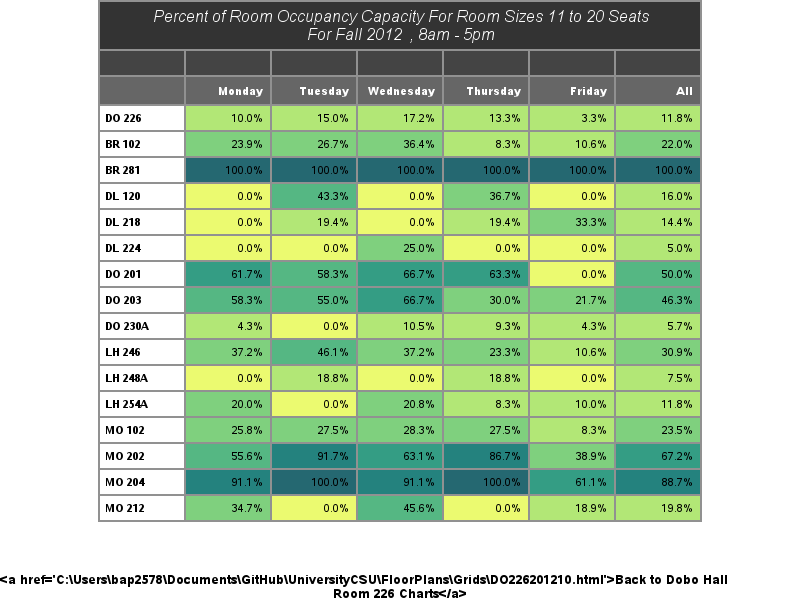 Percent of Room Occupancy Capacity For Room Sizes 11 to 20 Seats
For Fall 2012 , 8am - 5pm
Monday Tuesday Wednesday Thursday Friday All
DO 226 10.0% 15.0% 17.2% 13.3% 3.3% 11.8%
BR 102 23.9% 26.7% 36.4% 8.3% 10.6% 22.0%
BR 281 100.0% 100.0% 100.0% 100.0% 100.0% 100.0%
DL 120 0.0% 43.3% 0.0% 36.7% 0.0% 16.0%
DL 218 0.0% 19.4% 0.0% 19.4% 33.3% 14.4%
DL 224 0.0% 0.0% 25.0% 0.0% 0.0% 5.0%
DO 201 61.7% 58.3% 66.7% 63.3% 0.0% 50.0%
DO 203 58.3% 55.0% 66.7% 30.0% 21.7% 46.3%
DO 230A 4.3% 0.0% 10.5% 9.3% 4.3% 5.7%
LH 246 37.2% 46.1% 37.2% 23.3% 10.6% 30.9%
LH 248A 0.0% 18.8% 0.0% 18.8% 0.0% 7.5%
LH 254A 20.0% 0.0% 20.8% 8.3% 10.0% 11.8%
MO 102 25.8% 27.5% 28.3% 27.5% 8.3% 23.5%
MO 202 55.6% 91.7% 63.1% 86.7% 38.9% 67.2%
MO 204 91.1% 100.0% 91.1% 100.0% 61.1% 88.7%
MO 212 34.7% 0.0% 45.6% 0.0% 18.9% 19.8%
<a href='C:\Users\bap2578\Documents\GitHub\UniversityCSU\FloorPlans\Grids\DO226201210.html'>Back to Dobo Hall
Room 226 Charts</a>